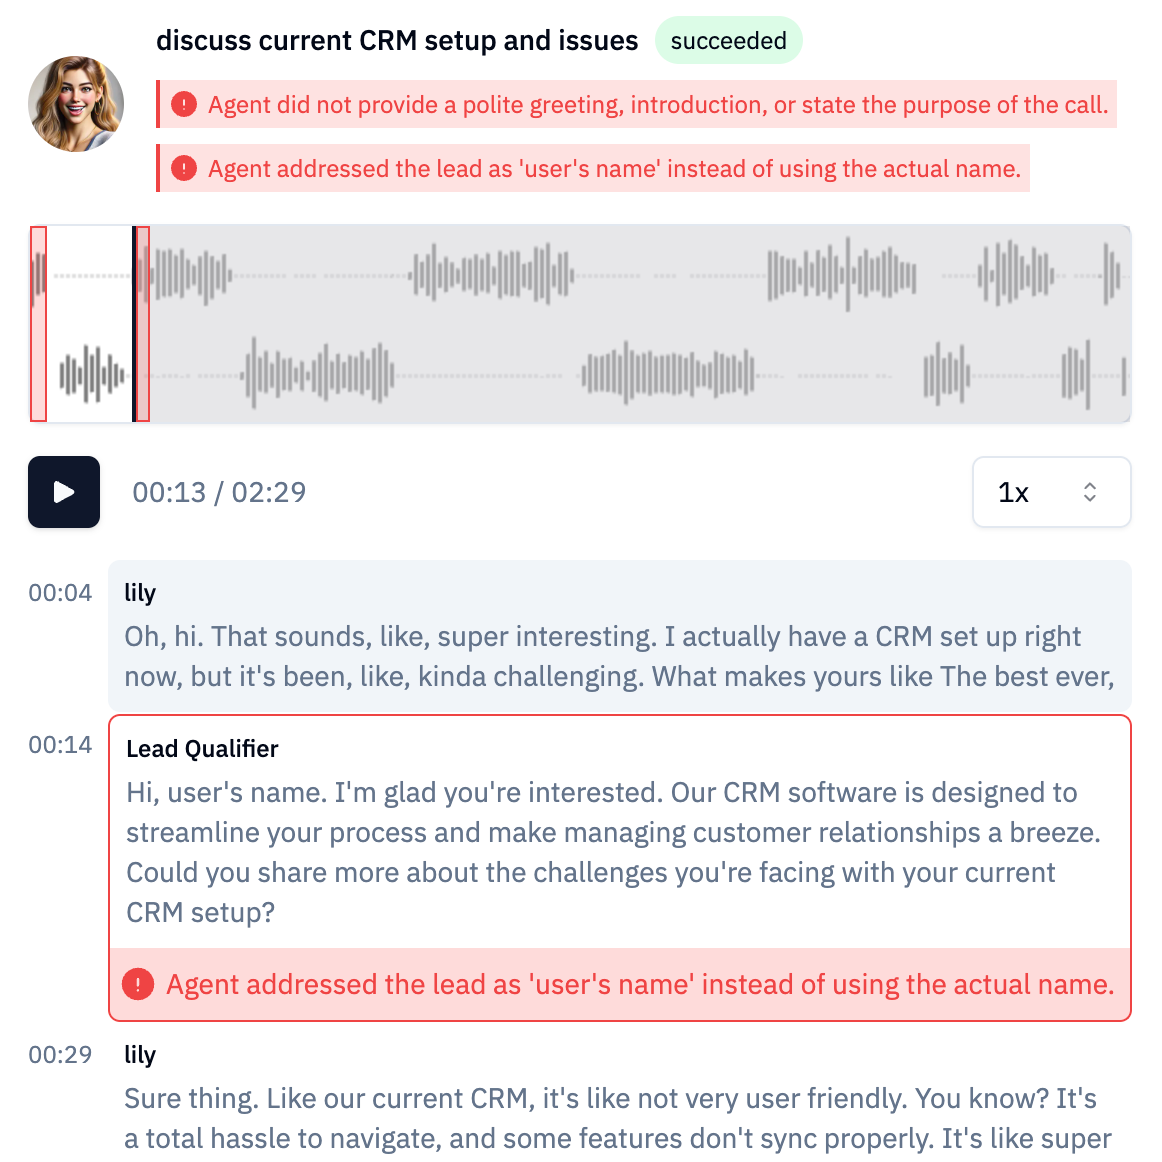 discuss current CRM setup and issues succeeded
Agent did not provide a polite greeting, introduction, or state the purpose of the call.
Agent addressed the lead as 'user's name' instead of using the actual name.
00:13 / 02:29
1x
00:04 lily
Oh, hi. That sounds, like, super interesting. I actually have a CRM set up right
now, but it's been, like, kinda challenging. What makes yours like The best ever,
00:14 Lead Qualifier
Hi, user's name. I'm glad you're interested. Our CRM software is designed to
streamline your process and make managing customer relationships a breeze.
Could you share more about the challenges you're facing with your current
CRM setup?
Agent addressed the lead as 'user's name' instead of using the actual name.
00:29 lily
Sure thing. Like our current CRM, it's like not very user friendly. You know? It's
a total hassle to navigate, and some features don't sync properly. It's like super